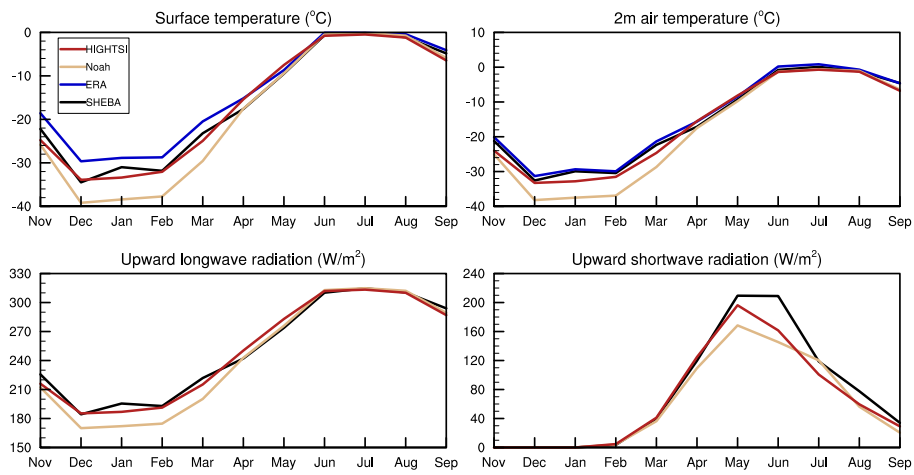 Surface temperature (°C)
0
-10
-20
-30
-40
HIGHTSI
Noah
ERA
SHEBA
Nov Dec Jan Feb Mar Apr May Jun Jul Aug Sep
2m air temperature (°C)
10
0
-10
-20
-30
-40
Nov Dec Jan Feb Mar Apr May Jun Jul Aug Sep
Upward longwave radiation (W/m²)
330
300
270
240
210
180
150
Nov Dec Jan Feb Mar Apr May Jun Jul Aug Sep
Upward shortwave radiation (W/m²)
240
200
160
120
80
40
0
Nov Dec Jan Feb Mar Apr May Jun Jul Aug Sep